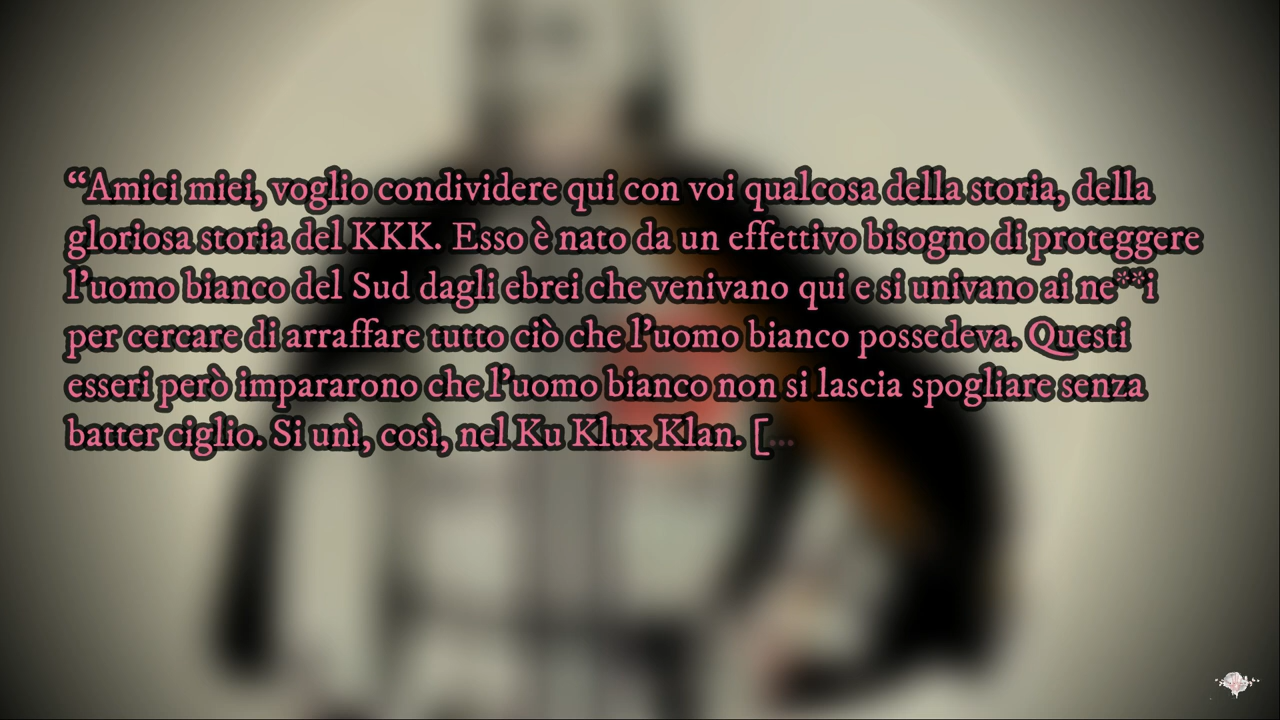 “Amici miei, voglio condividere qui con voi qualcosa della storia, della
gloriosa storia del KKK. Esso è nato da un effettivo bisogno di proteggere
l’uomo bianco del Sud dagli ebrei che venivano qui e si univano ai ne**i
per cercare di arraffare tutto ciò che l’uomo bianco possedeva. Questi
esseri però impararono che l’uomo bianco non si lascia spogliare senza
batter ciglio. Si unì, così, nel Ku Klux Klan. [...